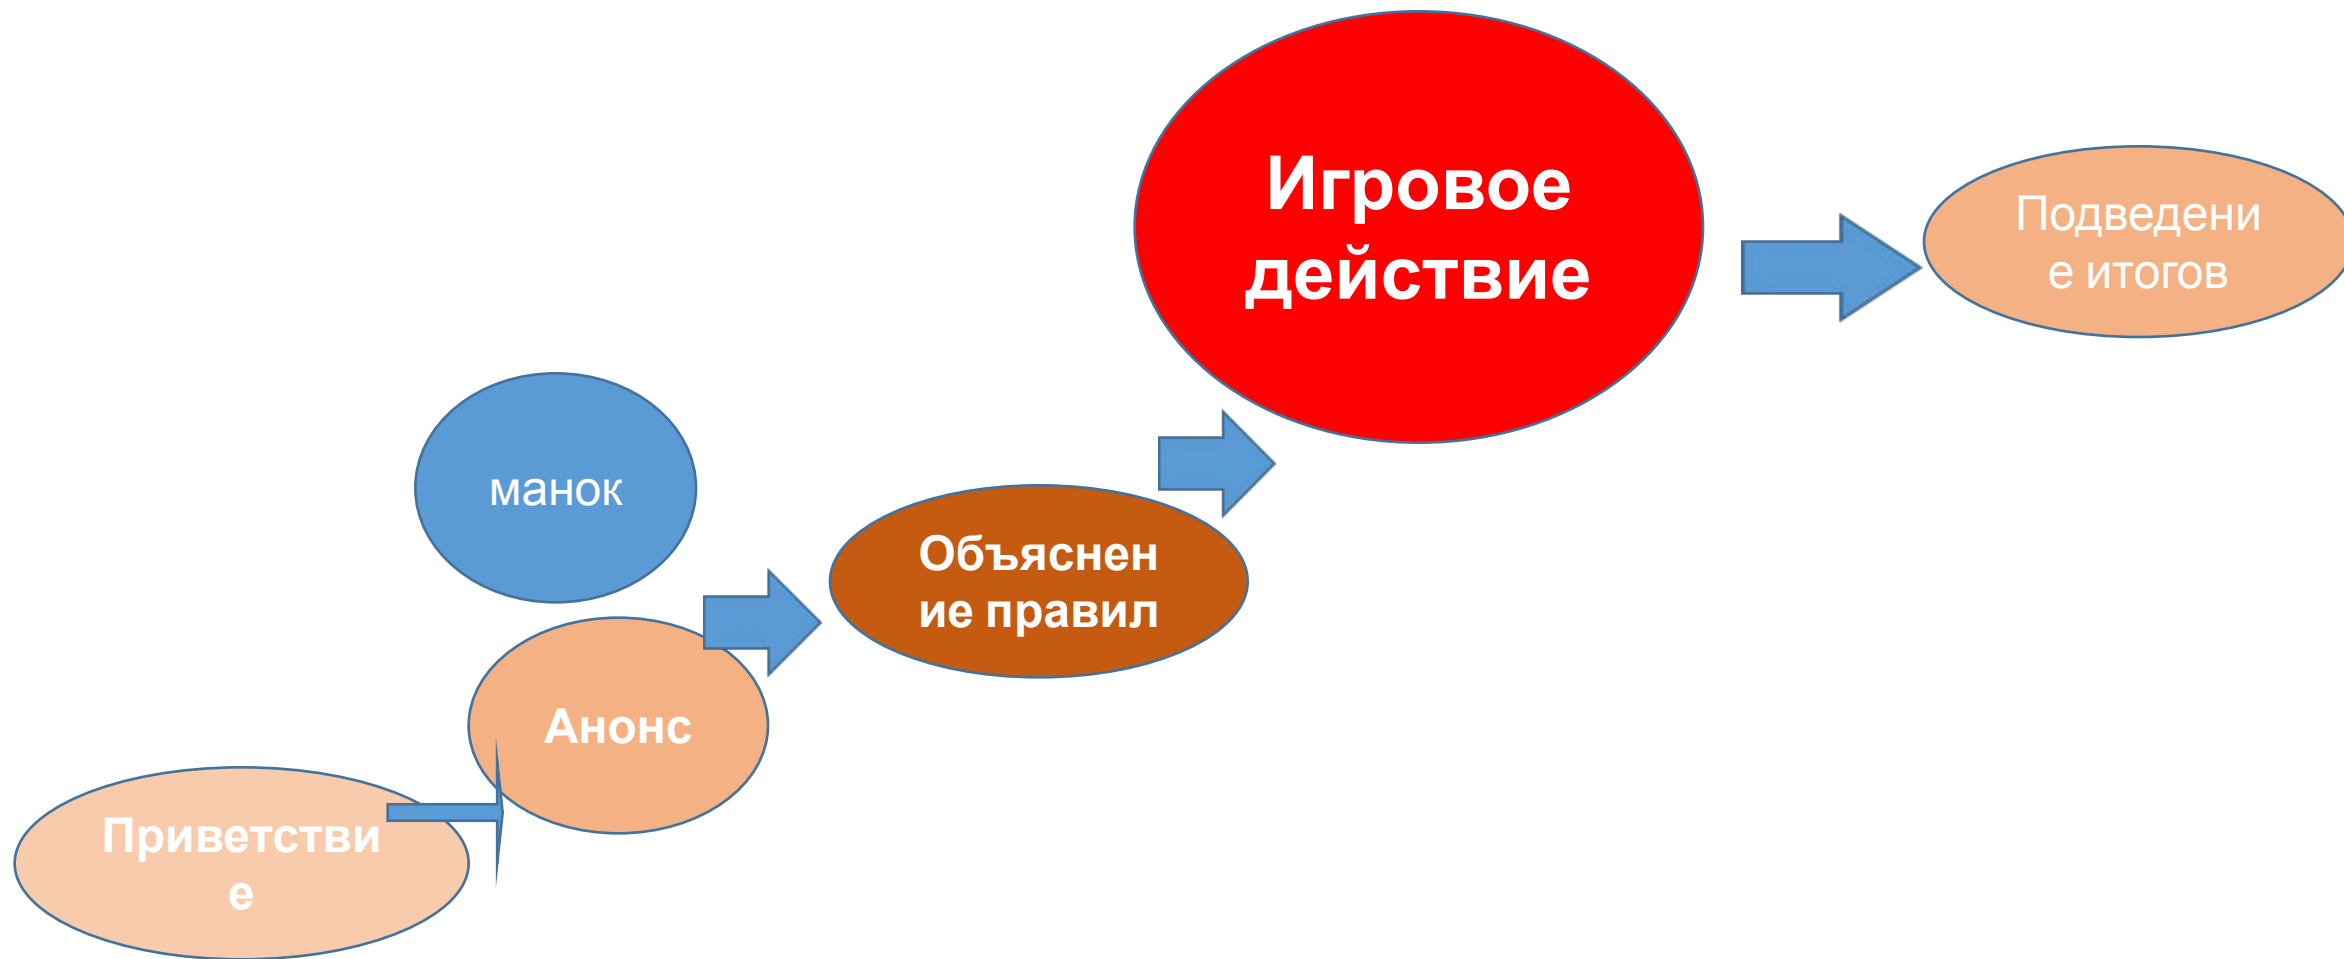 Игровое
действие
Подведени
е итогов
манок
Объяснен
ие правил
Анонс
Приветстви
е